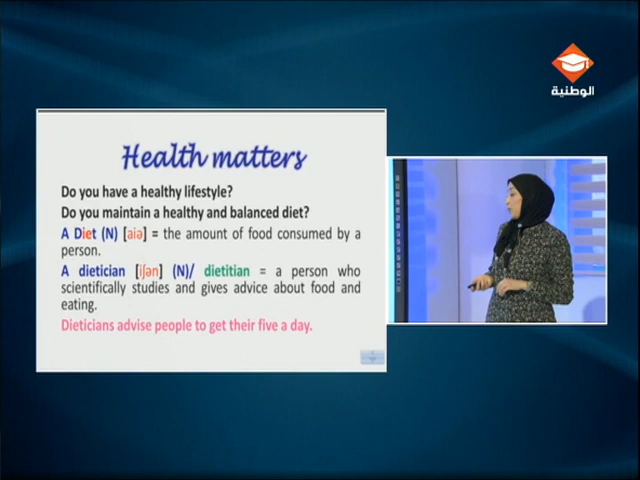 الوطنية
Health matters
Do you have a healthy lifestyle?
Do you maintain a healthy and balanced diet?
A Diet (N) [aiə] = the amount of food consumed by a
person.
A dietician [iʃən] (N)/ dietitian = a person who
scientifically studies and gives advice about food and
eating.
Dieticians advise people to get their five a day.